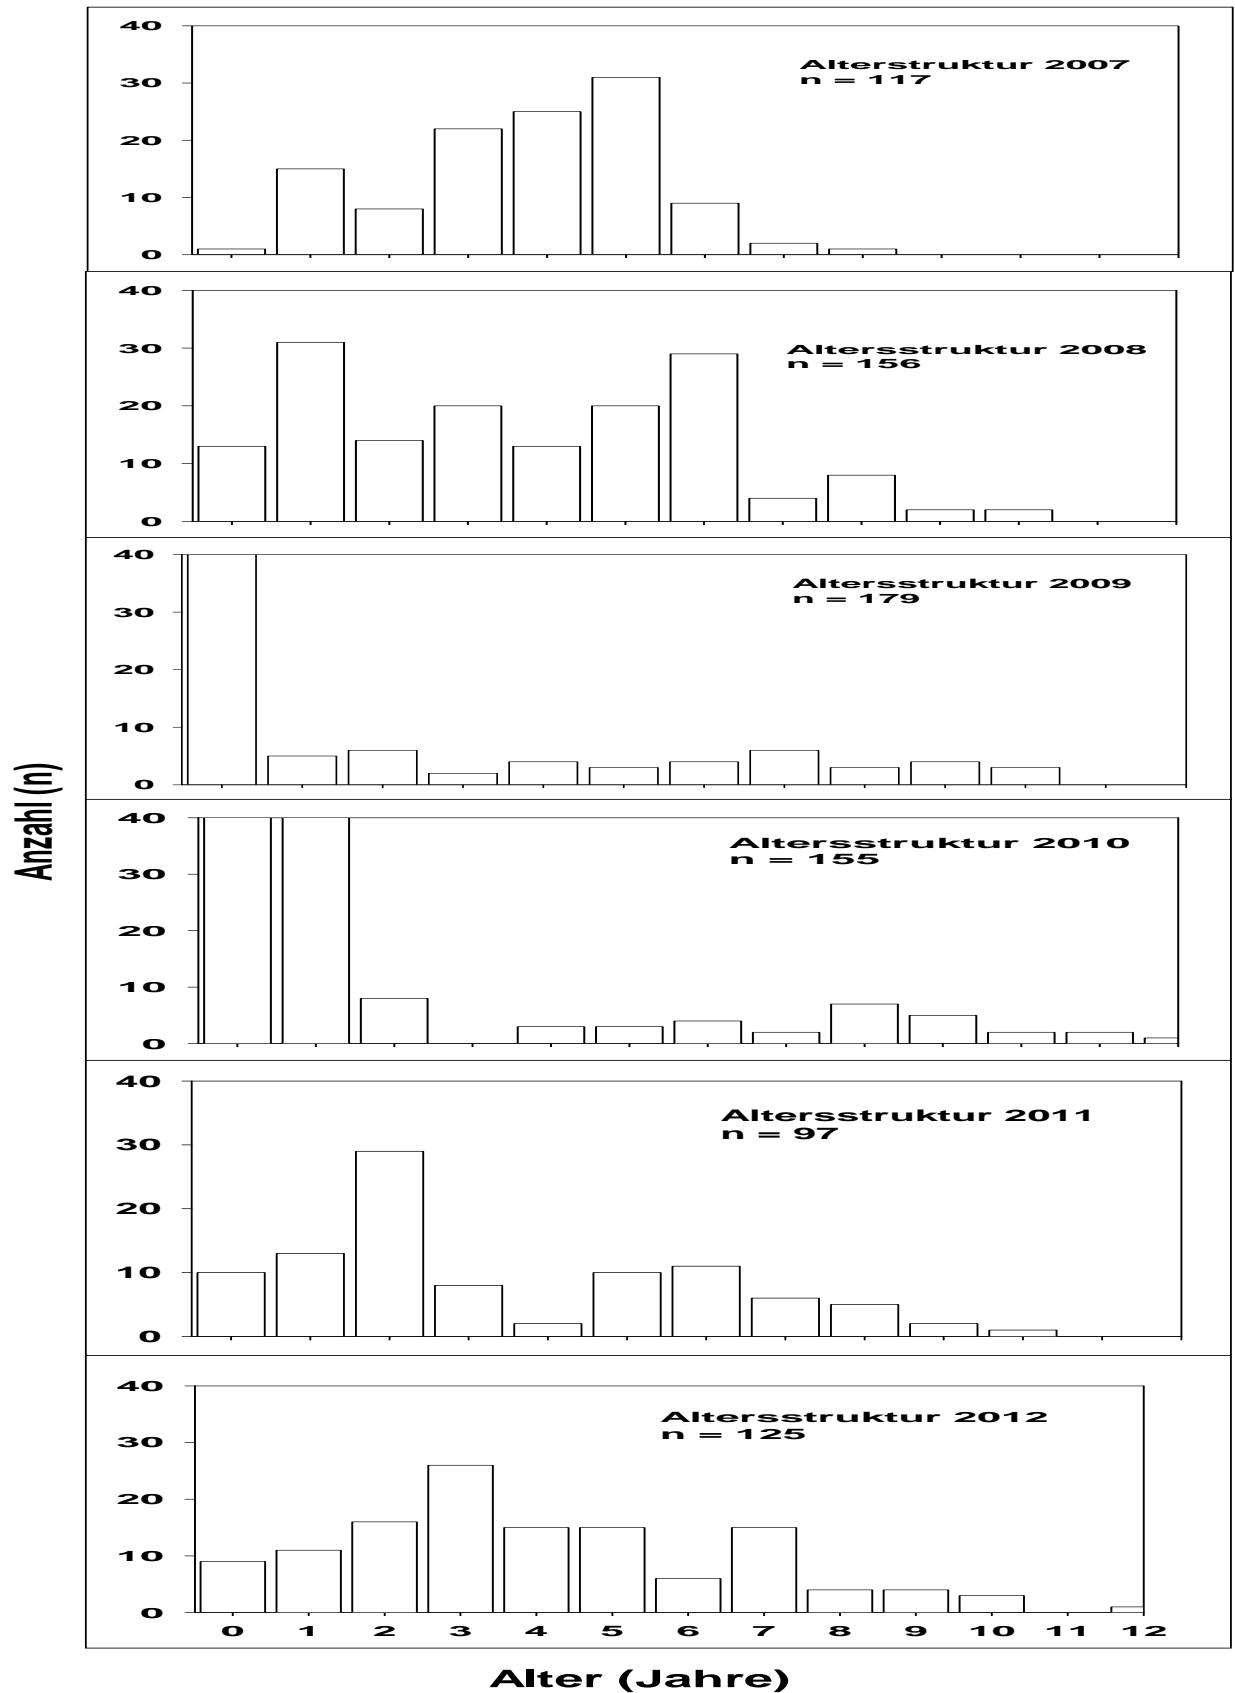 40
Alterstruktur 2007
n = 117
30
20
10
0
40
Altersstruktur 2008
n = 156
30
20
10
0
40
Altersstruktur 2009
n = 179
30
20
10
0
40
Altersstruktur 2010
n = 155
30
20
10
0
40
Altersstruktur 2011
n = 97
30
20
10
0
40
Altersstruktur 2012
n = 125
30
20
10
0
0 1 2 3 4 5 6 7 8 9 10 11 12
Anzahl (n)
Alter (Jahre)